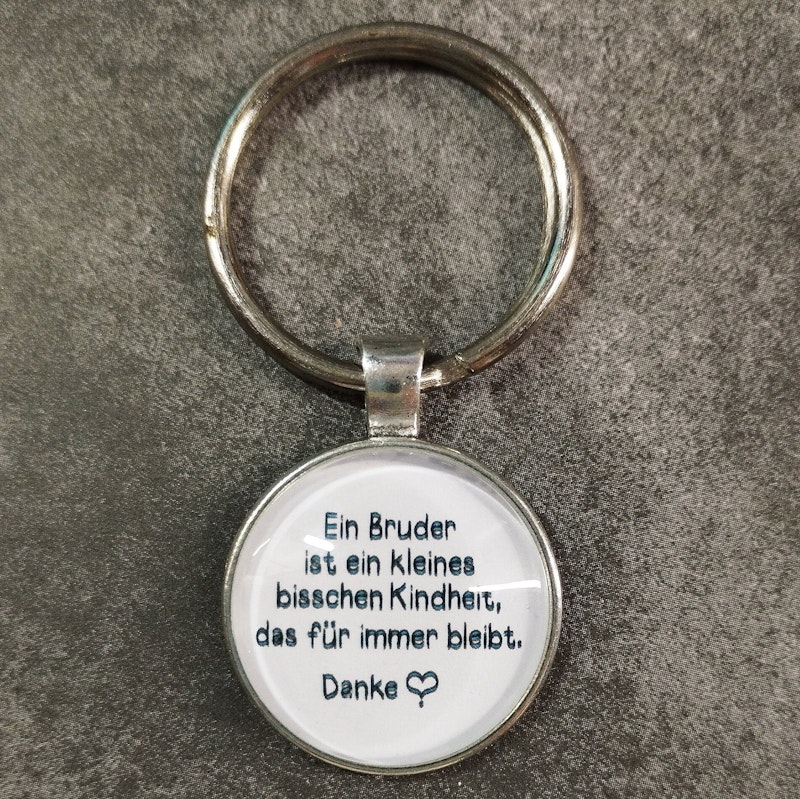 Ein Bruder
ist ein kleines
bisschen Kindheit,
das für immer bleibt.
Danke ♡